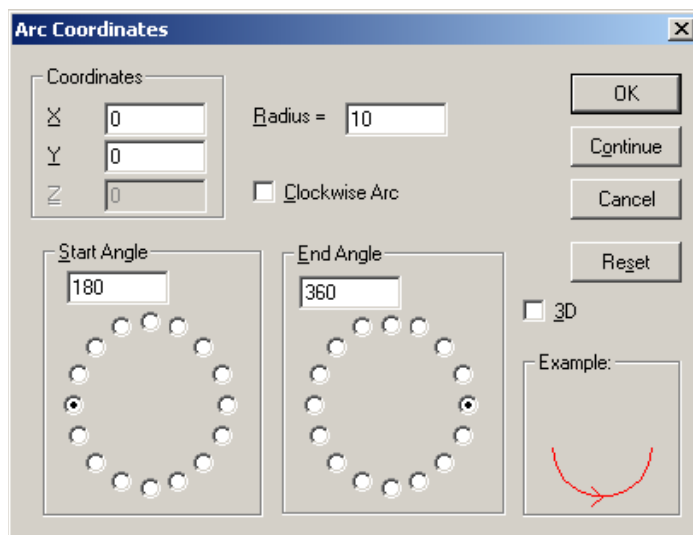 Arc Coordinates
Coordinates
X 0
Y 0
Z 0
Radius = 10
Clockwise Arc
OK
Continue
Cancel
Reset
Start Angle
180
End Angle
360
3D
Example: